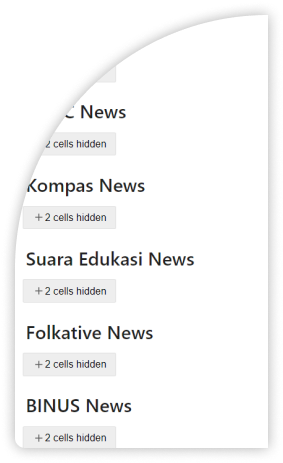 News
2 cells hidden
Kompas News
+ 2 cells hidden
Suara Edukasi News
+ 2 cells hidden
Folkative News
+ 2 cells hidden
BINUS News
+ 2 cells hidden